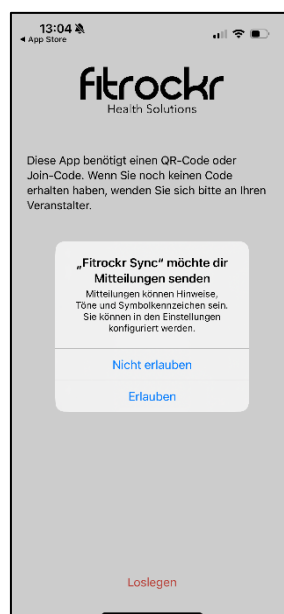 13:04
App Store
fitrockr
Health Solutions
Diese App benötigt einen QR-Code oder
Join-Code. Wenn Sie noch keinen Code
erhalten haben, wenden Sie sich bitte an Ihren
Veranstalter.
„Fitrockr Sync" möchte dir
Mitteilungen senden
Mitteilungen können Hinweise,
Töne und Symbolkennzeichen sein.
Sie können in den Einstellungen
konfiguriert werden.
Nicht erlauben
Erlauben
Loslegen